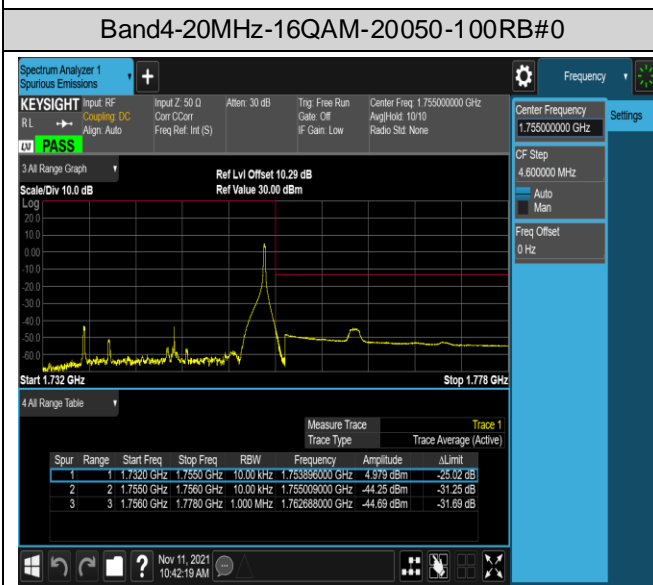 Band4-20MHz-16QAM-20050-100RB#0
Spectrum Analyzer 1
Spurious Emissions
+
Frequency
KEYSIGHT
Input: RF
Input Z: 50 Ω
Atten: 30 dB
Trig: Free Run
Center Freq: 1.755000000 GHz
RL
Coupling: DC
Corr CCorr
Gate: Off
Avg|Hold: 10/10
Align: Auto
Freq Ref: Int (S)
IF Gain: Low
Radio Std: None
LXI PASS
Center Frequency
1.755000000 GHz
Settings
CF Step
4.600000 MHz
Auto
Man
Freq Offset
0 Hz
3 All Range Graph
Ref Lvl Offset 10.29 dB
Scale/Div 10.0 dB
Ref Value 30.00 dBm
Log
20.0
10.0
0.00
-10.0
-20.0
-30.0
-40.0
-50.0
-60.0
Start 1.732 GHz
Stop 1.778 GHz
4 All Range Table
Measure Trace Trace 1
Trace Type Trace Average (Active)
Spur Range Start Freq Stop Freq RBW Frequency Amplitude ΔLimit
1 1 1.7320 GHz 1.7550 GHz 10.00 kHz 1.753896000 GHz 4.979 dBm -25.02 dB
2 2 1.7550 GHz 1.7560 GHz 10.00 kHz 1.755009000 GHz -44.25 dBm -31.25 dB
3 3 1.7560 GHz 1.7780 GHz 1.000 MHz 1.762688000 GHz -44.69 dBm -31.69 dB
?
Nov 11, 2021
10:42:19 AM